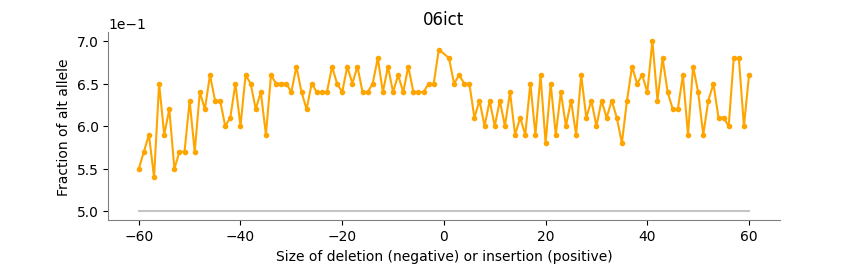 06ict
1e−1
7.0
6.5
6.0
5.5
5.0
Fraction of alt allele
−60 −40 −20 0 20 40 60
Size of deletion (negative) or insertion (positive)